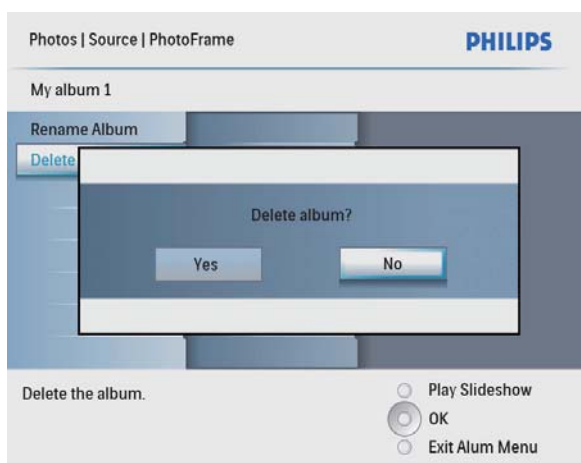 Photos | Source | PhotoFrame
PHILIPS
My album 1
Rename Album
Delete
Delete album?
Yes
No
Delete the album.
Play Slideshow
OK
Exit Alum Menu